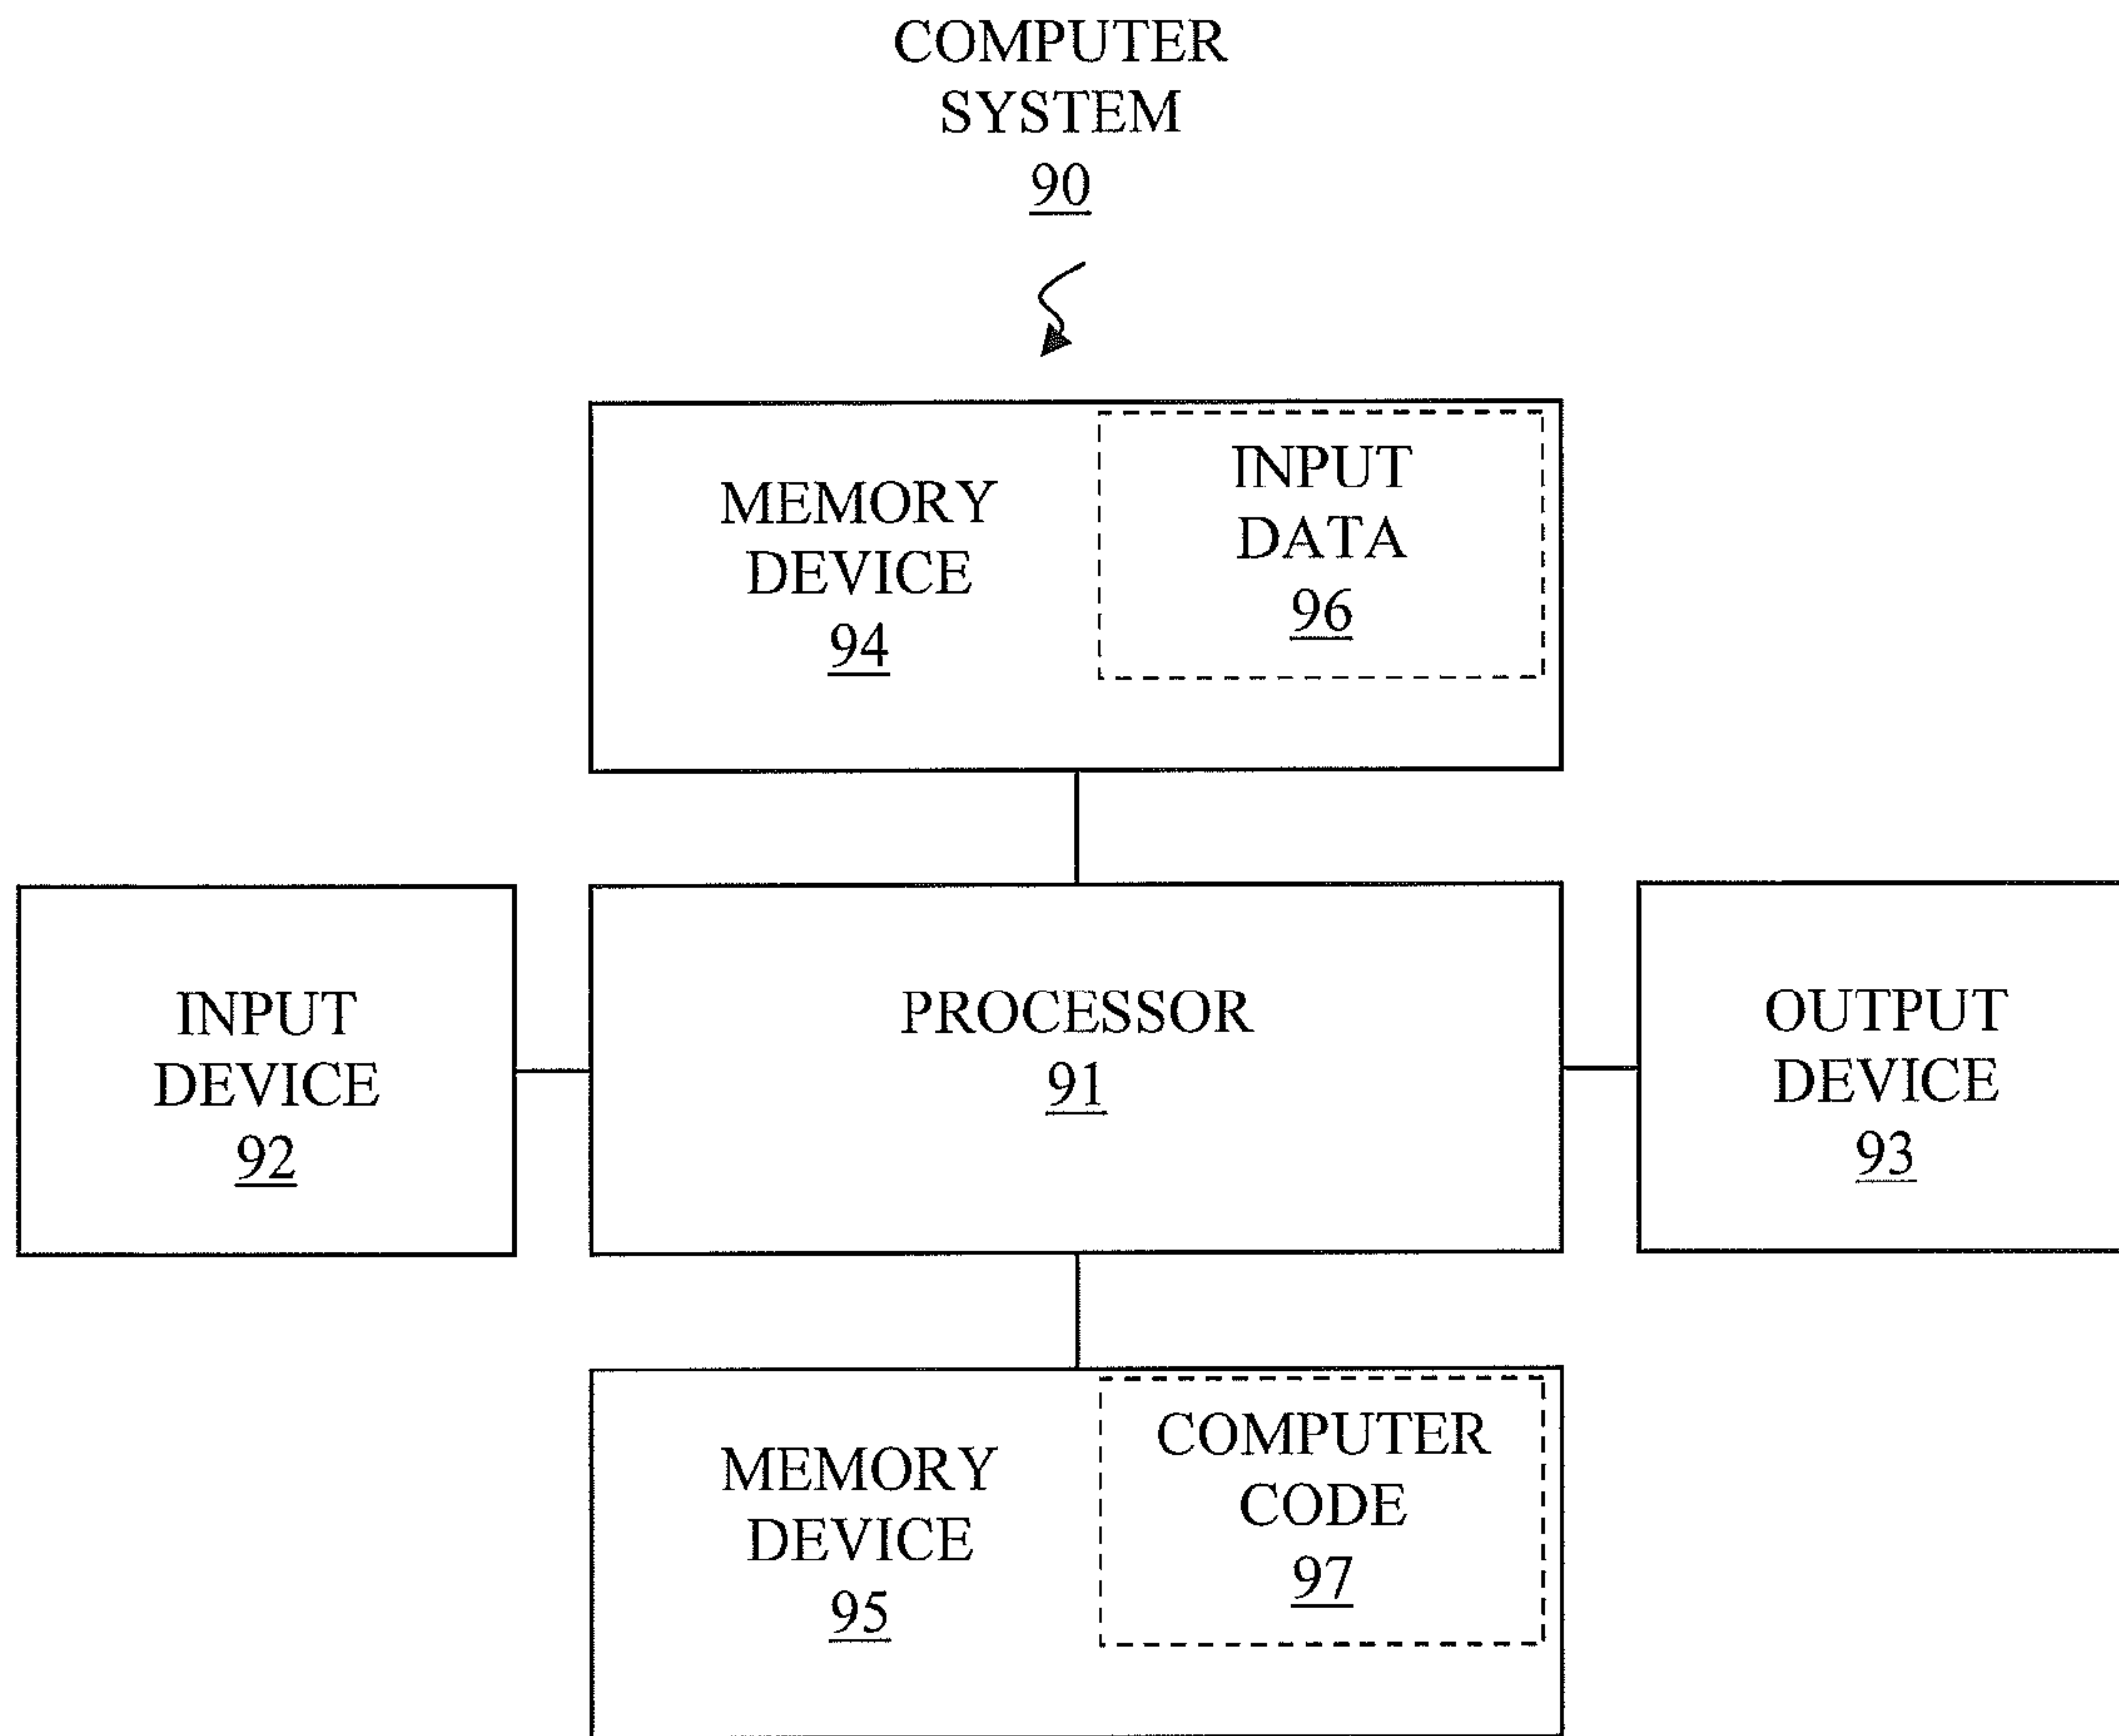 COMPUTER
SYSTEM
90
MEMORY
DEVICE
94
INPUT
DATA
96
INPUT
DEVICE
92
PROCESSOR
91
OUTPUT
DEVICE
93
MEMORY
DEVICE
95
COMPUTER
CODE
97